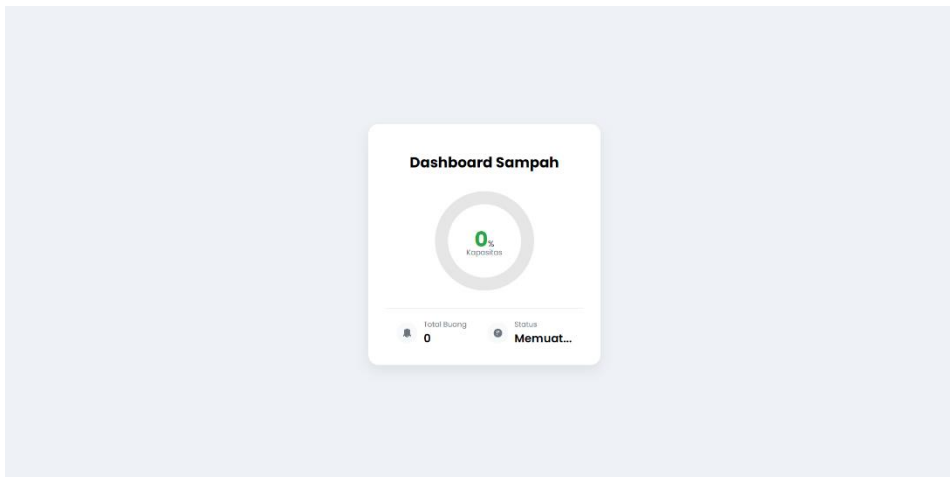 Dashboard Sampah
0%
Kapasitas
Total Buang
0
Status
Memuat...